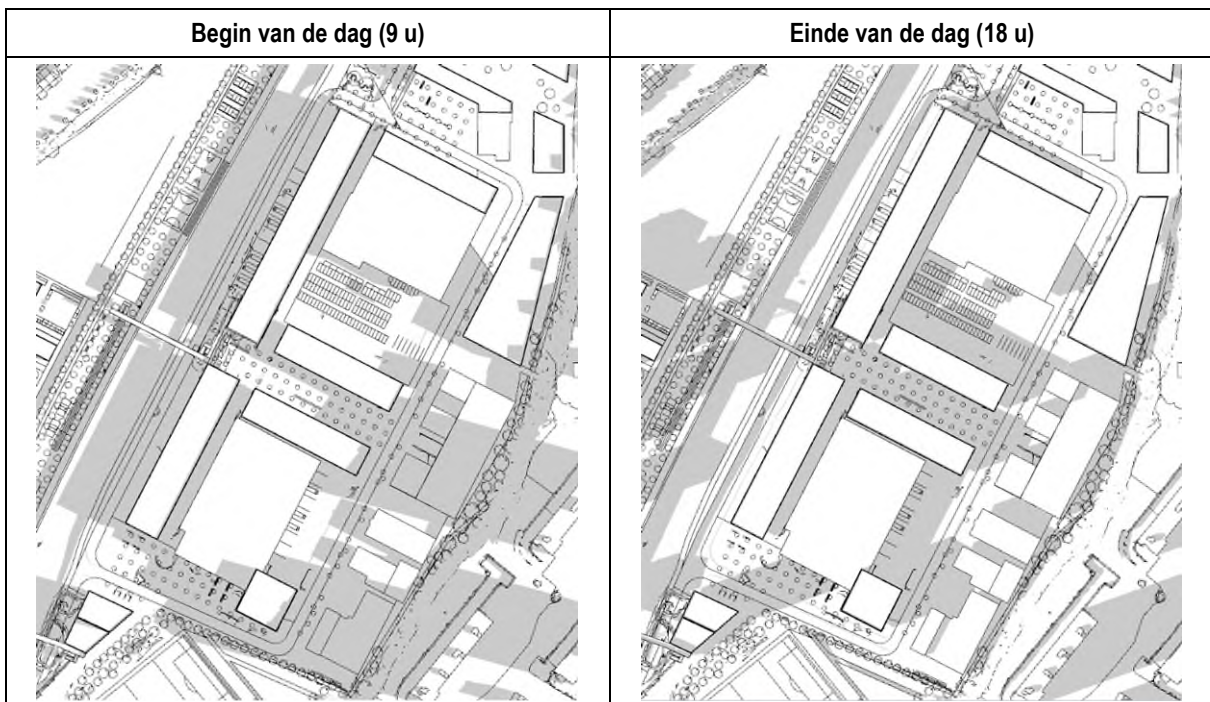 Begin van de dag (9 u)
Einde van de dag (18 u)